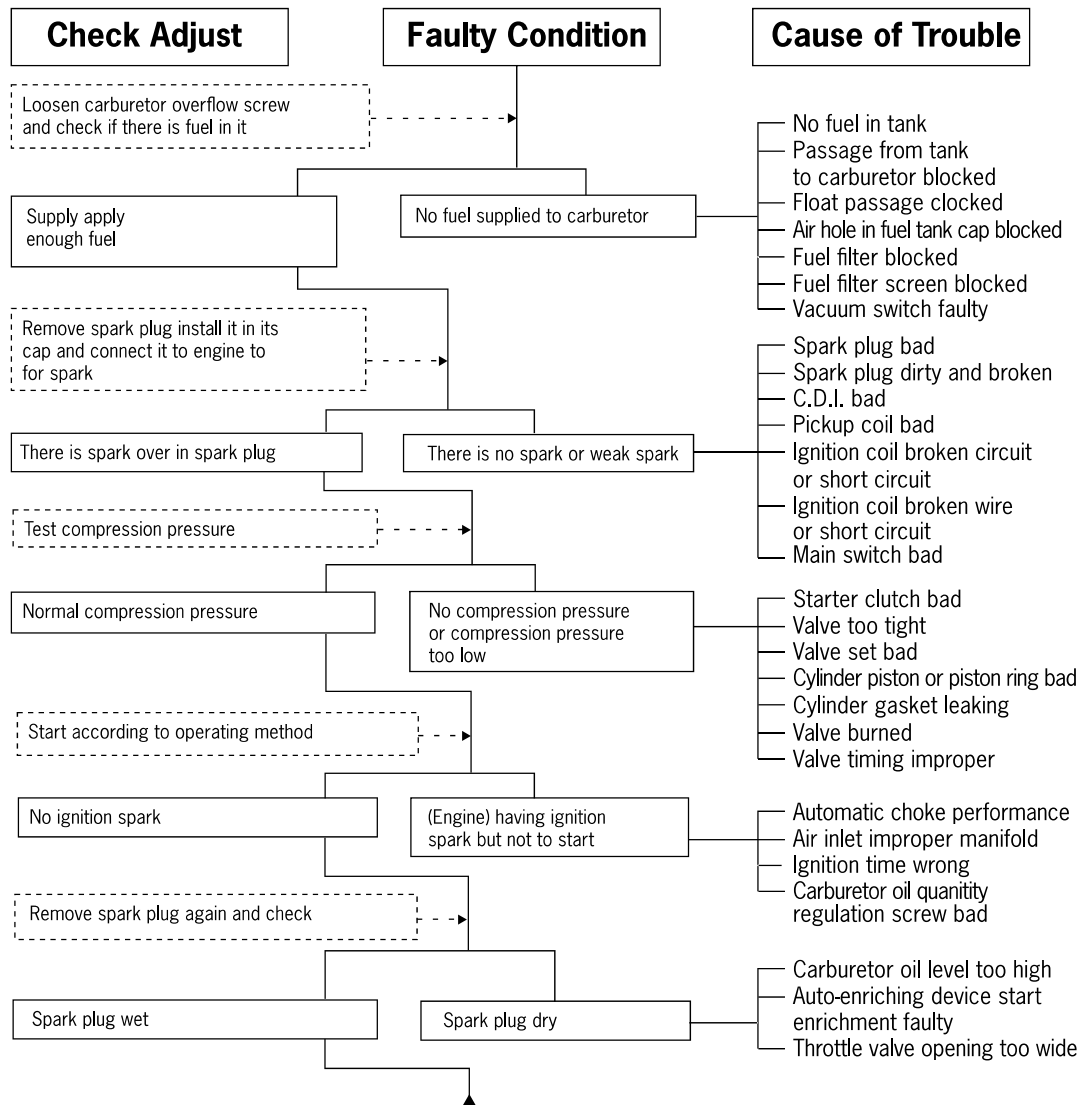 Check Adjust
Faulty Condition
Cause of Trouble
Loosen carburetor overflow screw
and check if there is fuel in it
No fuel in tank
Passage from tank
to carburetor blocked
Float passage clocked
Air hole in fuel tank cap blocked
Fuel filter blocked
Fuel filter screen blocked
Vacuum switch faulty
Supply apply
enough fuel
No fuel supplied to carburetor
Remove spark plug install it in its
cap and connect it to engine to
for spark
Spark plug bad
Spark plug dirty and broken
C.D.I. bad
Pickup coil bad
Ignition coil broken circuit
or short circuit
Ignition coil broken wire
or short circuit
Main switch bad
There is spark over in spark plug
There is no spark or weak spark
Test compression pressure
Normal compression pressure
No compression pressure
or compression pressure
too low
Starter clutch bad
Valve too tight
Valve set bad
Cylinder piston or piston ring bad
Cylinder gasket leaking
Valve burned
Valve timing improper
Start according to operating method
No ignition spark
(Engine) having ignition
spark but not to start
Automatic choke performance
Air inlet improper manifold
Ignition time wrong
Carburetor oil quanitity
regulation screw bad
Remove spark plug again and check
Spark plug wet
Spark plug dry
Carburetor oil level too high
Auto-enriching device start
enrichment faulty
Throttle valve opening too wide